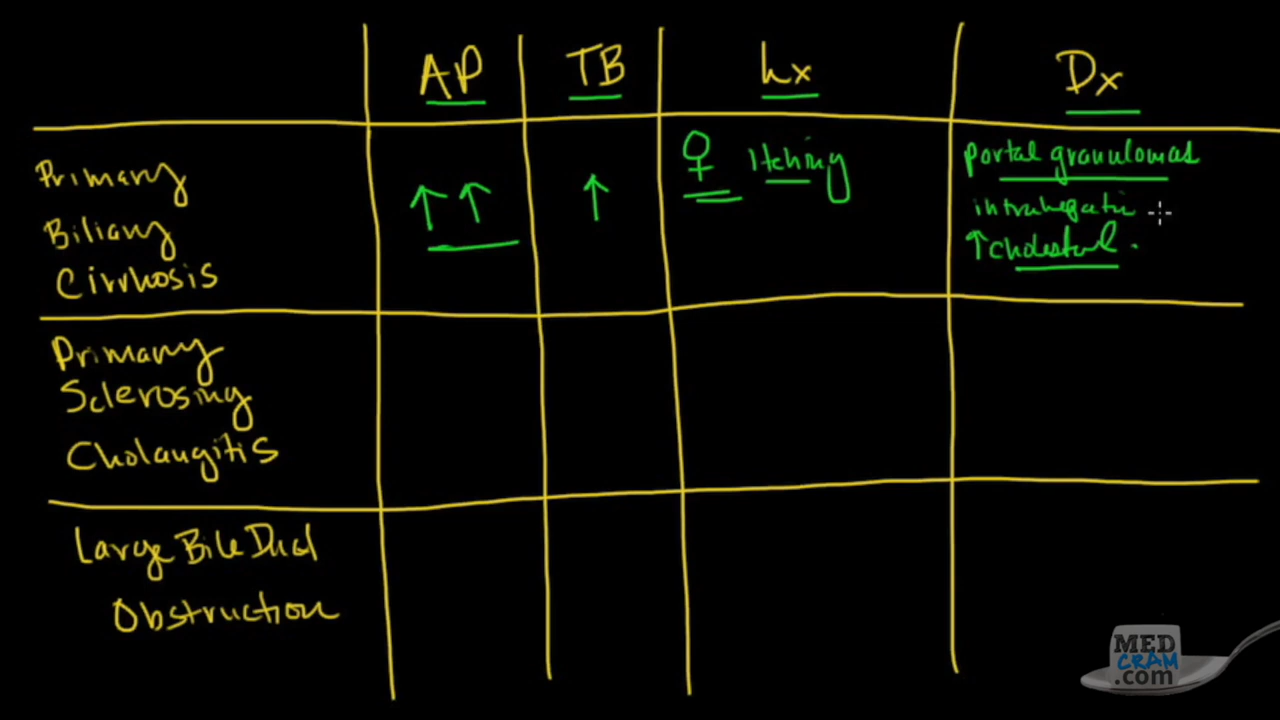 AP TB hx Dx
Primary
Biliary
Cirrhosis
↑↑ ↑ ♀ Itching
portal granulomas
intrahepatic
↑ cholesterol.
Primary
Sclerosing
Cholangitis
Large Bile Duct
Obstruction
MED
CRAM
.com